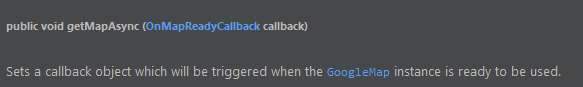 public void getMapAsync (OnMapReadyCallback callback)
Sets a callback object which will be triggered when the GoogleMap instance is ready to be used.